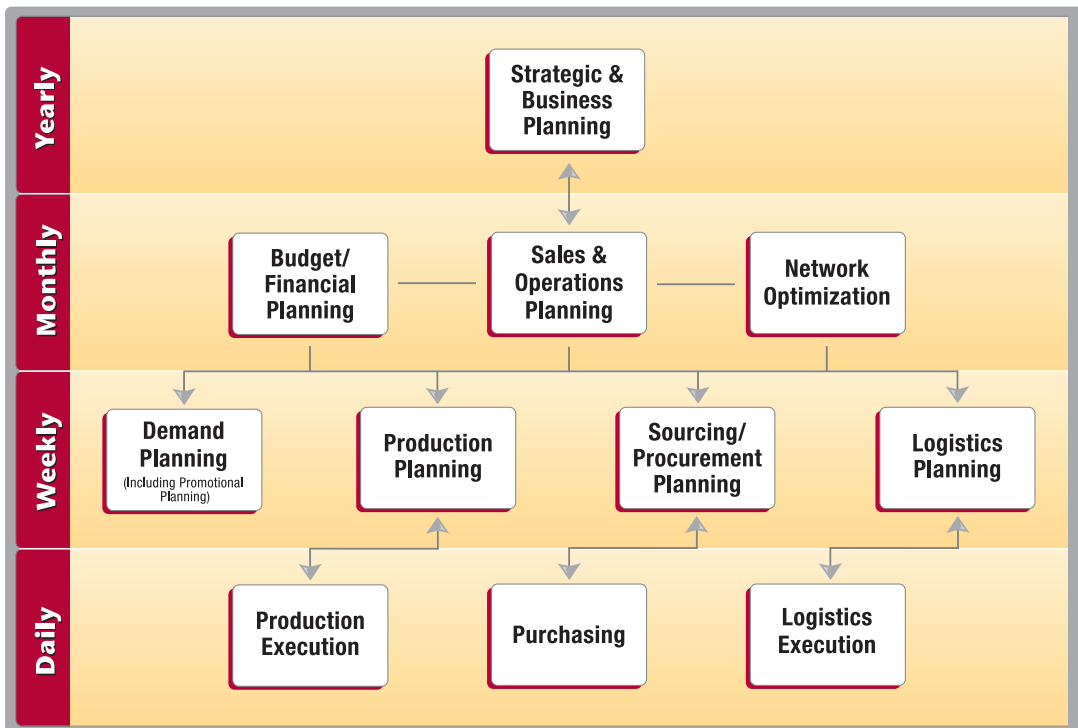 Yearly
Strategic &
Business
Planning
Monthly
Budget/
Financial
Planning
Sales &
Operations
Planning
Network
Optimization
Weekly
Demand
Planning
(Including Promotional
Planning)
Production
Planning
Sourcing/
Procurement
Planning
Logistics
Planning
Daily
Production
Execution
Purchasing
Logistics
Execution